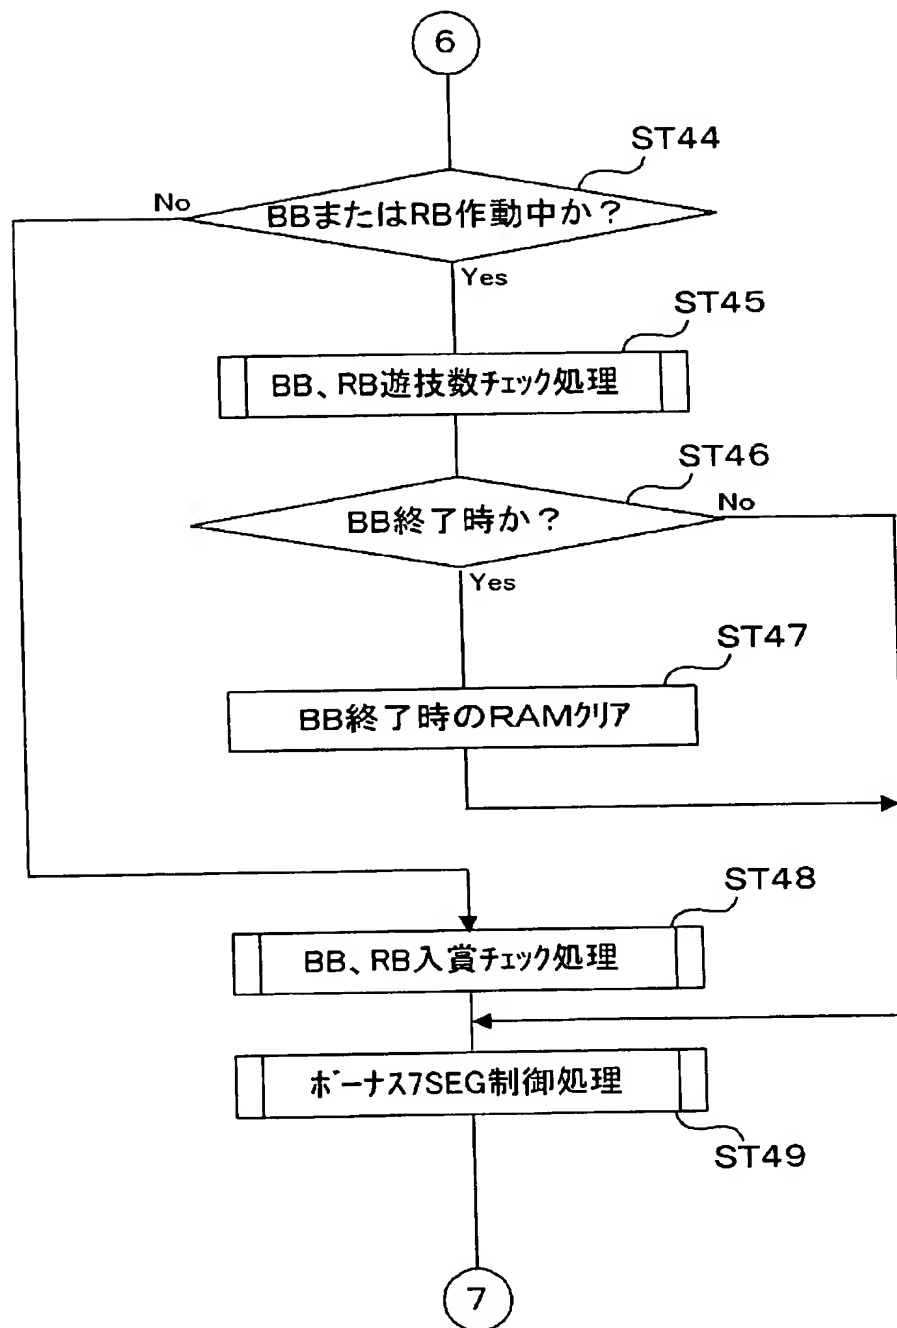 6
ST44
No
BBまたはRB作動中か？
Yes
ST45
BB、RB遊技数ﾁｪｯｸ処理
ST46
No
BB終了時か？
Yes
ST47
BB終了時のRAMｸﾘｱ
ST48
BB、RB入賞ﾁｪｯｸ処理
ﾎﾞｰﾅｽ7SEG制御処理
ST49
7